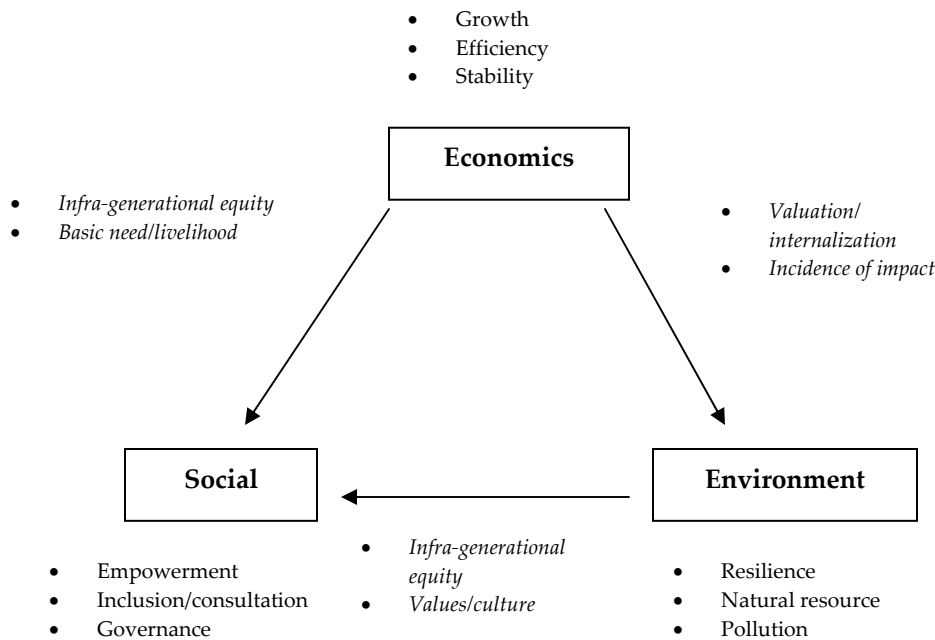 • Growth
• Efficiency
• Stability
Economics
• Infra-generational equity
• Basic need/livelihood
• Valuation/
internalization
• Incidence of impact
Social
Environment
• Empowerment
• Inclusion/consultation
• Governance
• Infra-generational
equity
• Values/culture
• Resilience
• Natural resource
• Pollution